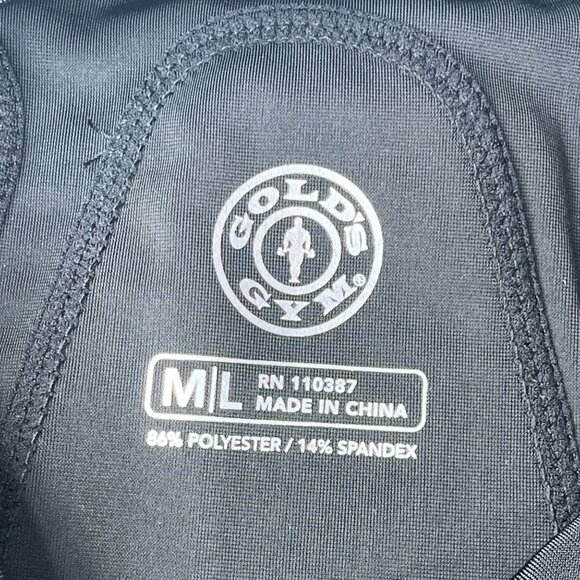 GOLD'S
GYM®
M|L
RN 110387
MADE IN CHINA
86% POLYESTER / 14% SPANDEX